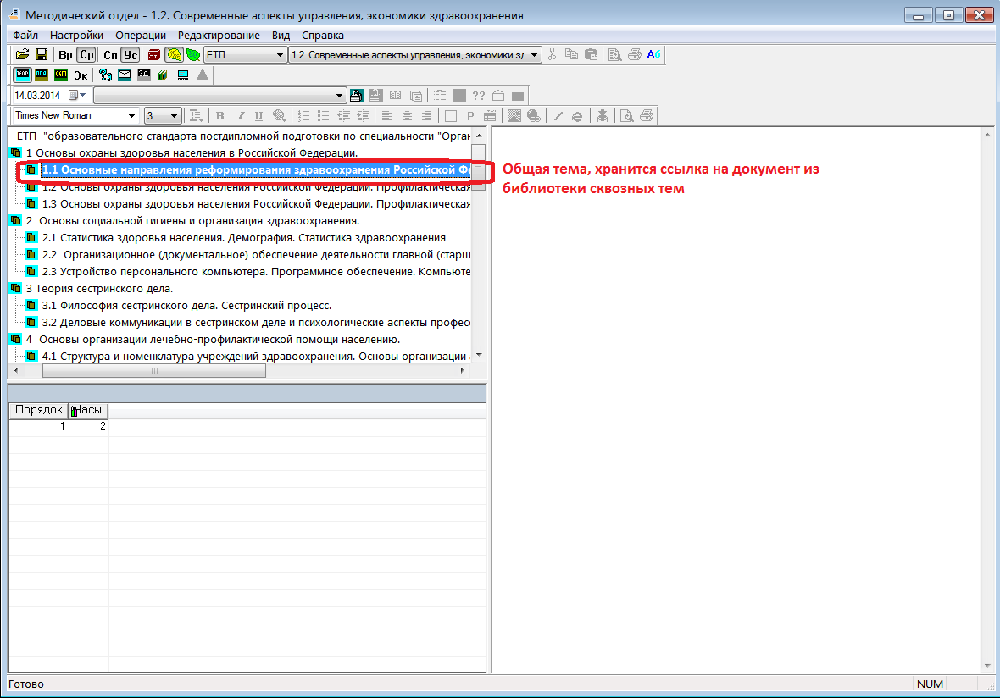 Методический отдел - 1.2. Современные аспекты управления, экономики здравоохранения
Файл Настройки Операции Редактирование Вид Справка
Вр Ср Сп Ус ЕТП 1.2. Современные аспекты управления, экономики Аб
ТЕОР ПРА СЕМ Эк ЗД
14.03.2014 ??
Times New Roman 3 B I U P
ЕТП "образовательного стандарта постдипломной подготовки по специальности "Орган
1 Основы охраны здоровья населения в Российской Федерации.
1.1 Основные направления реформирования здравоохранения Российской Фе
Общая тема, хранится ссылка на документ из
библиотеки сквозных тем
1.2 Основы охраны здоровья населения Российской Федерации. Профилактическая
1.3 Основы охраны здоровья населения Российской Федерации. Профилактическая
2 Основы социальной гигиены и организация здравоохранения.
2.1 Статистика здоровья населения. Демография. Статистика здравоохранения
2.2 Организационное (документальное) обеспечение деятельности главной (старш
2.3 Устройство персонального компьютера. Программное обеспечение. Компьюте
3 Теория сестринского дела.
3.1 Философия сестринского дела. Сестринский процесс.
3.2 Деловые коммуникации в сестринском деле и психологические аспекты професс
4 Основы организации лечебно-профилактической помощи населению.
4.1 Структура и номенклатура учреждений здравоохранения. Основы организации
Порядок Часы
1 2
Готово NUM